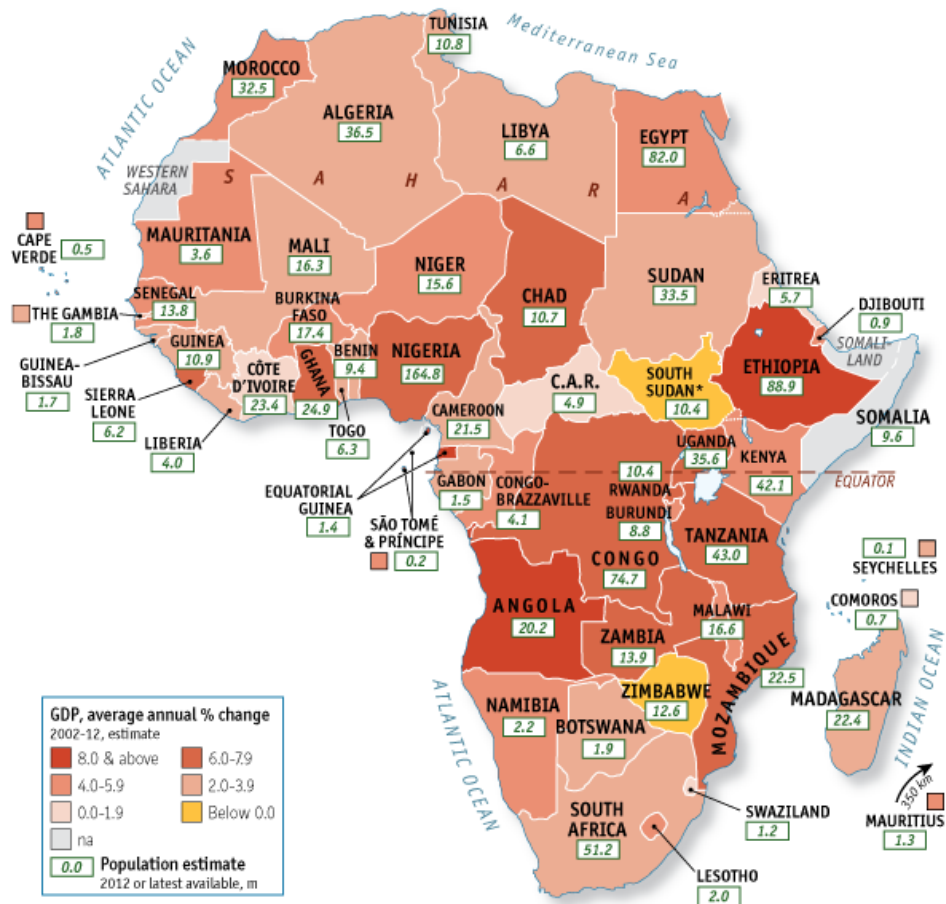 TUNISIA
10.8
Mediterranean Sea
ATLANTIC OCEAN
MOROCCO
32.5
ALGERIA
36.5
LIBYA
6.6
EGYPT
82.0
WESTERN
SAHARA
S A H A R A
CAPE
VERDE
0.5
MAURITANIA
3.6
MALI
16.3
NIGER
15.6
CHAD
10.7
SUDAN
33.5
ERITREA
5.7
DJIBOUTI
0.9
SOMALI-
LAND
SENEGAL
13.8
THE GAMBIA
1.8
BURKINA
FASO
17.4
GUINEA
10.9
GUINEA-
BISSAU
1.7
CÔTE
D'IVOIRE
23.4
GHANA
24.9
BENIN
9.4
NIGERIA
164.8
C.A.R.
4.9
SOUTH
SUDAN*
10.4
ETHIOPIA
88.9
SOMALIA
9.6
SIERRA
LEONE
6.2
LIBERIA
4.0
TOGO
6.3
CAMEROON
21.5
UGANDA
35.6
KENYA
42.1
EQUATOR
EQUATORIAL
GUINEA
1.4
GABON
1.5
CONGO-
BRAZZAVILLE
4.1
10.4
RWANDA
BURUNDI
8.8
SÃO TOMÉ
& PRÍNCIPE
0.2
CONGO
74.7
TANZANIA
43.0
0.1
SEYCHELLES
COMOROS
0.7
ANGOLA
20.2
ZAMBIA
13.9
MALAWI
16.6
MOZAMBIQUE
22.5
MADAGASCAR
22.4
INDIAN OCEAN
ATLANTIC OCEAN
NAMIBIA
2.2
ZIMBABWE
12.6
BOTSWANA
1.9
350 km
MAURITIUS
1.3
SOUTH
AFRICA
51.2
SWAZILAND
1.2
LESOTHO
2.0
GDP, average annual % change
2002-12, estimate
8.0 & above
6.0-7.9
4.0-5.9
2.0-3.9
0.0-1.9
Below 0.0
na
0.0 Population estimate
2012 or latest available, m